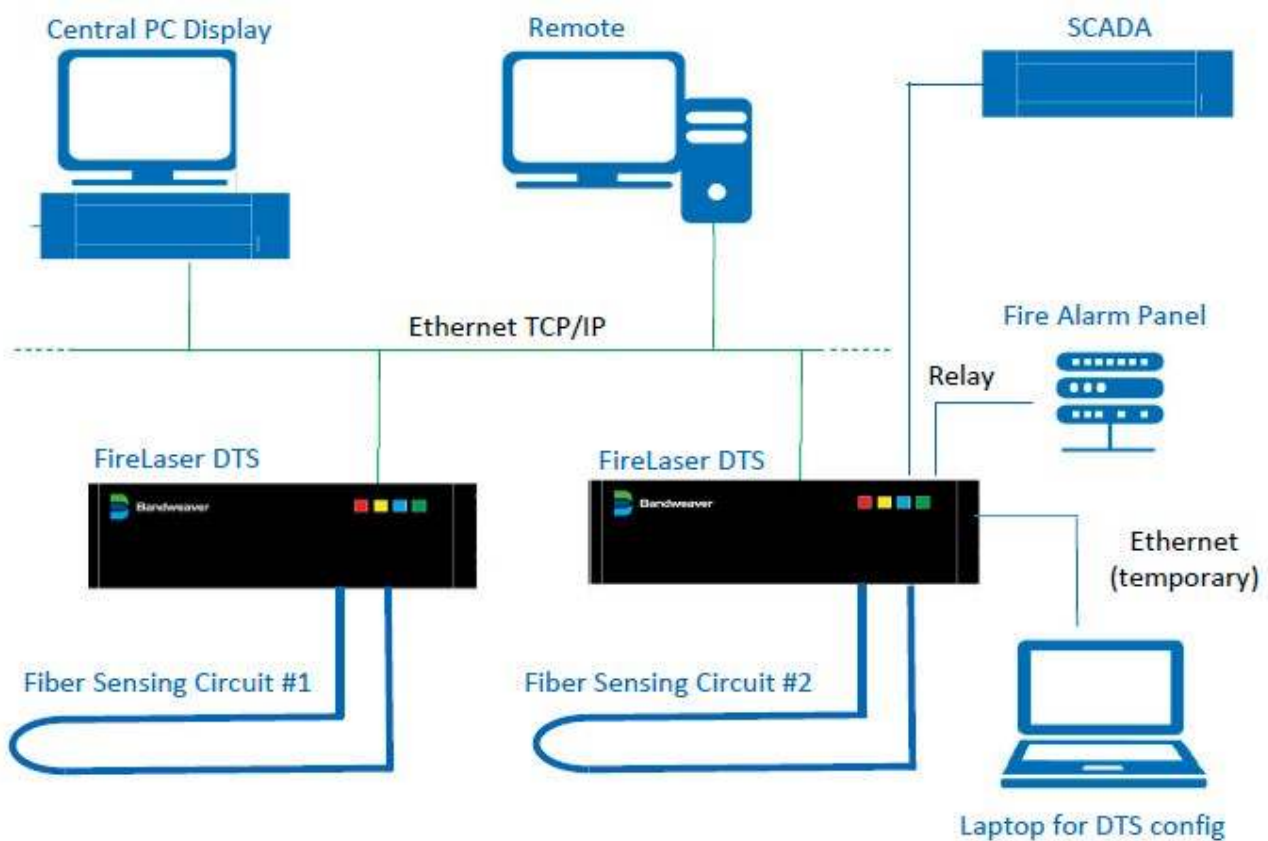 Central PC Display
Remote
SCADA
Ethernet TCP/IP
Fire Alarm Panel
Relay
FireLaser DTS
FireLaser DTS
Bandweaver
Bandweaver
Ethernet
(temporary)
Fiber Sensing Circuit #1
Fiber Sensing Circuit #2
Laptop for DTS config